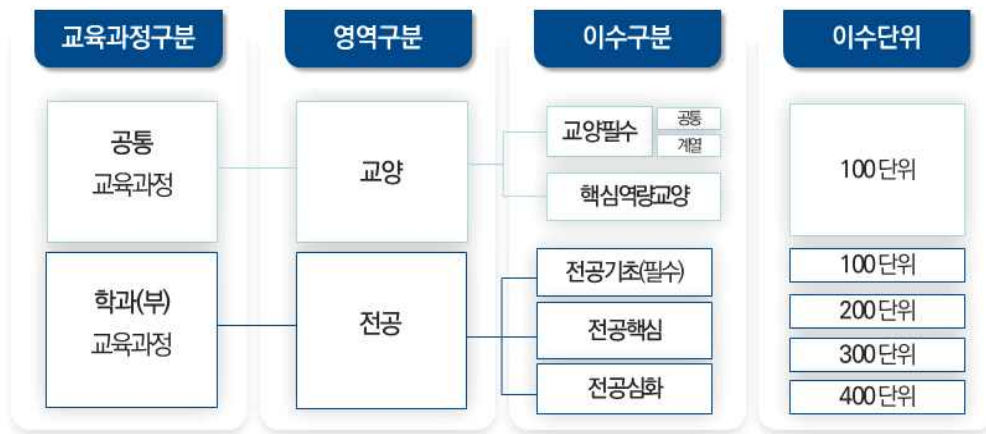 교육과정구분
영역구분
이수구분
이수단위
공통
교육과정
교양
교양필수
공통
계열
핵심역량교양
100단위
학과(부)
교육과정
전공
전공기초(필수)
전공핵심
전공심화
100단위
200단위
300단위
400단위